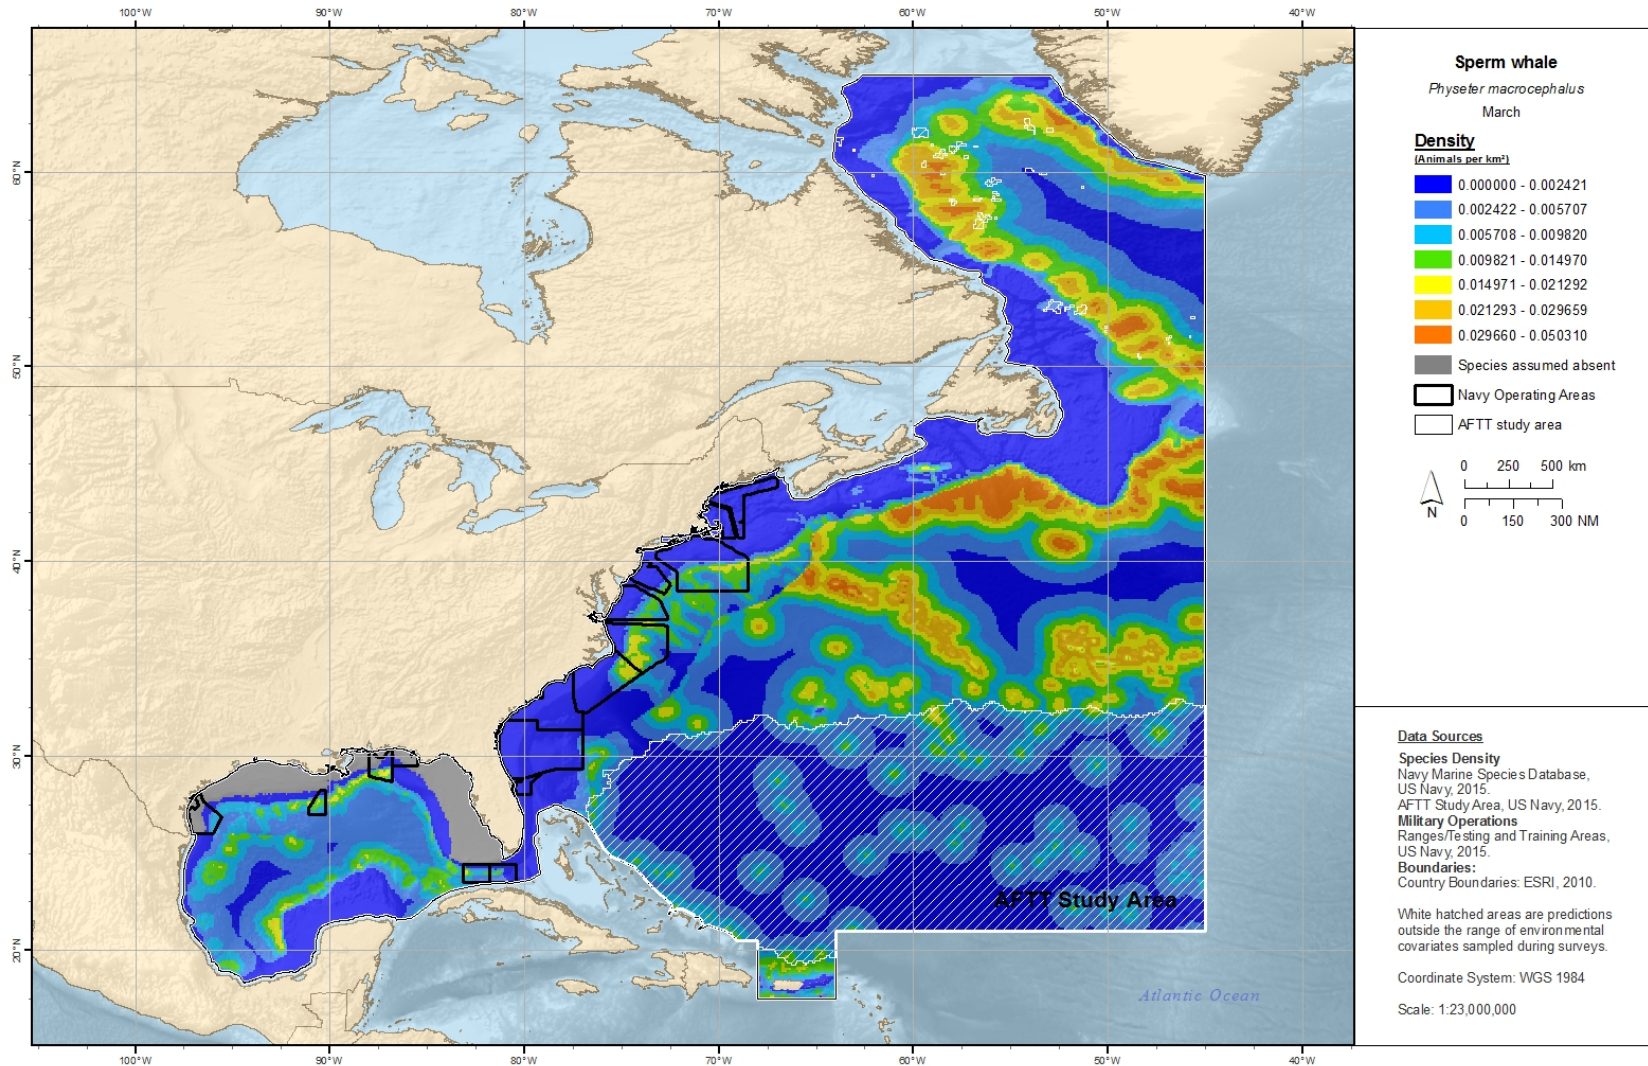 100°W
90°W
80°W
70°W
60°W
50°W
40°W
60°N
50°N
40°N
30°N
20°N
AFTT Study Area
Atlantic Ocean
100°W
90°W
80°W
70°W
60°W
50°W
40°W
Sperm whale
Physeter macrocephalus
March
Density
(Animals per km²)
0.000000 - 0.002421
0.002422 - 0.005707
0.005708 - 0.009820
0.009821 - 0.014970
0.014971 - 0.021292
0.021293 - 0.029659
0.029660 - 0.050310
Species assumed absent
Navy Operating Areas
AFTT study area
N
0 250 500 km
0 150 300 NM
Data Sources
Species Density
Navy Marine Species Database,
US Navy, 2015.
AFTT Study Area, US Navy, 2015.
Military Operations
Ranges/Testing and Training Areas,
US Navy, 2015.
Boundaries:
Country Boundaries: ESRI, 2010.
White hatched areas are predictions
outside the range of environmental
covariates sampled during surveys.
Coordinate System: WGS 1984
Scale: 1:23,000,000